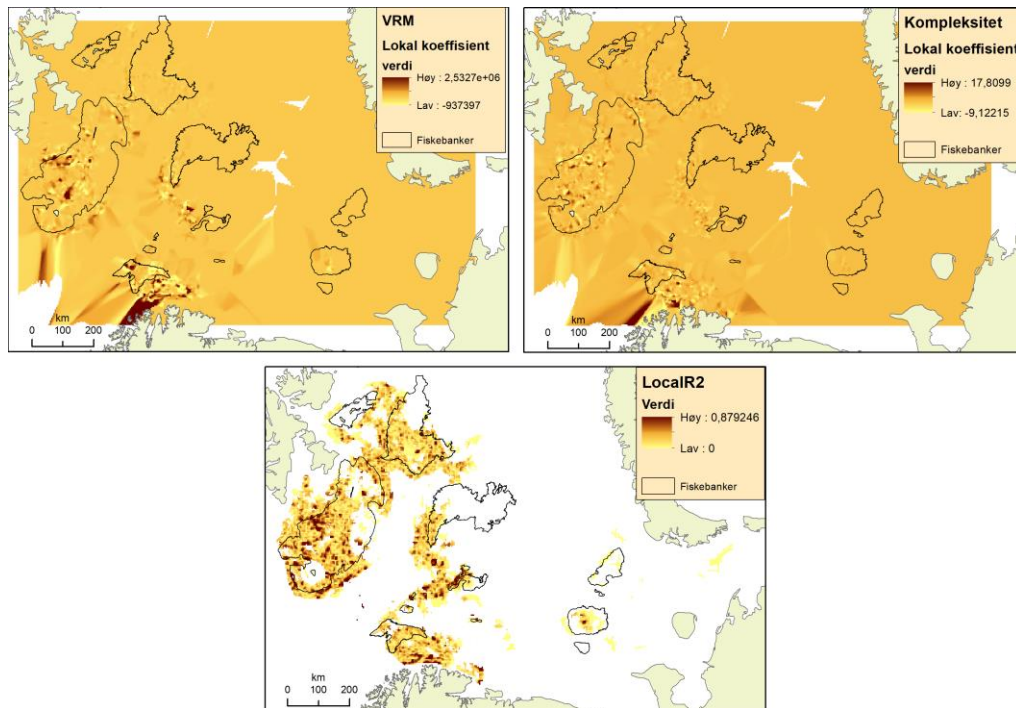 VRM
Lokal koeffisient
verdi
Høy : 2,5327e+06
Lav : -937397
Fiskebanker
km
0 100 200
Kompleksitet
Lokal koeffisient
verdi
Høy : 17,8099
Lav: -9,12215
Fiskebanker
km
0 100 200
LocalR2
Verdi
Høy : 0,879246
Lav : 0
Fiskebanker
km
0 100 200